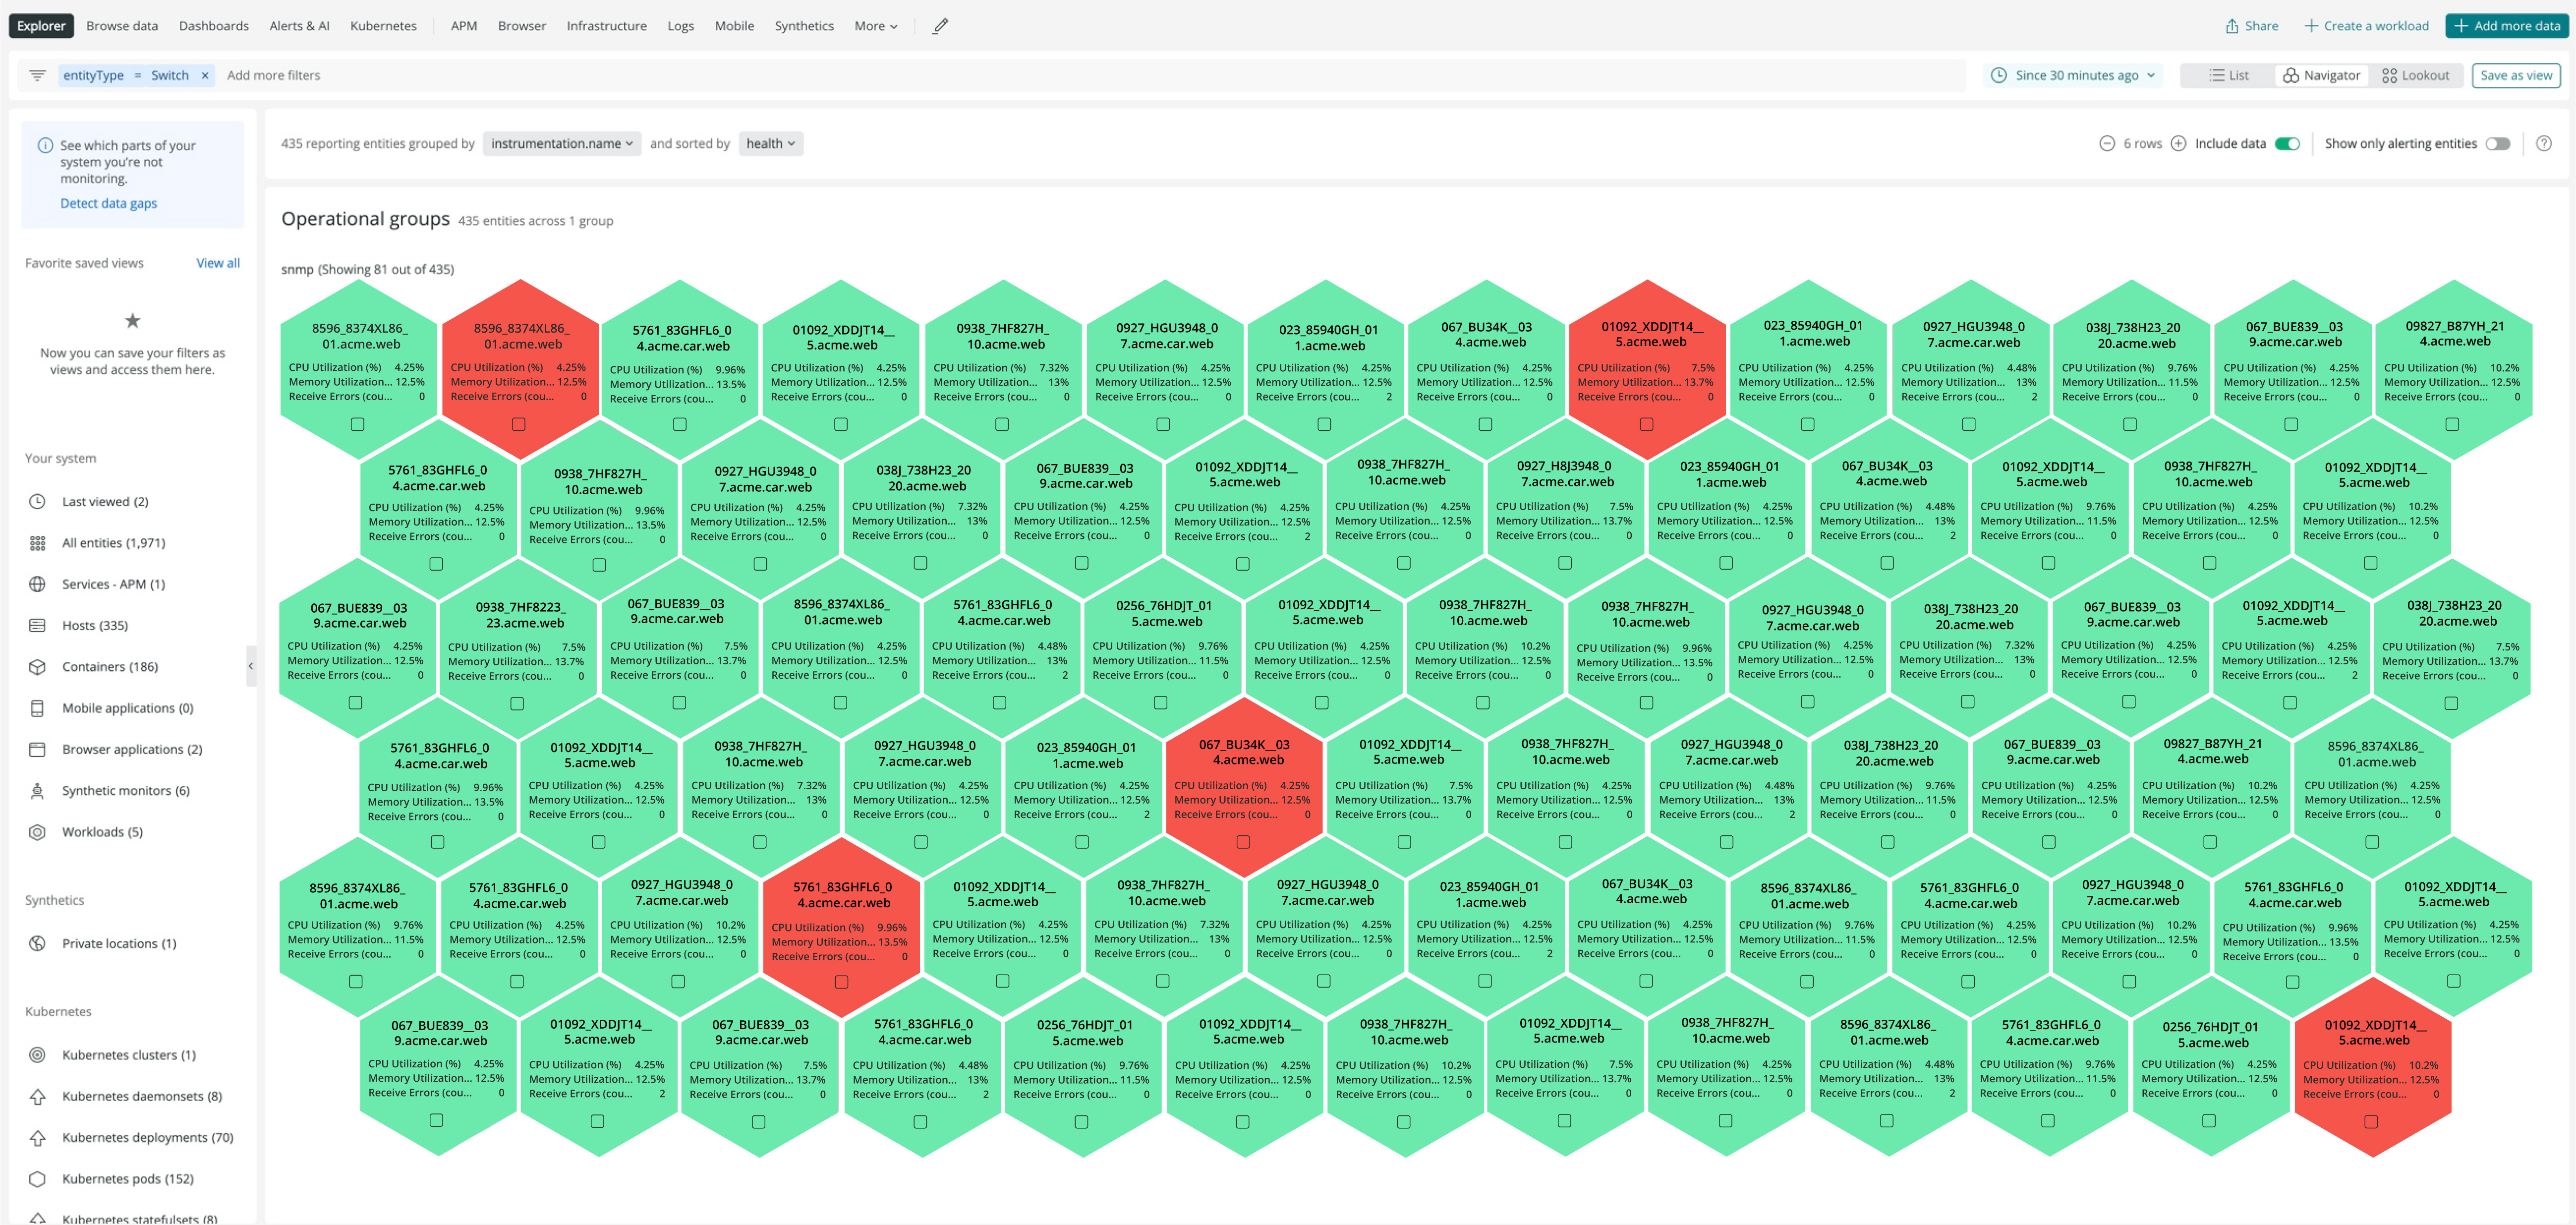 Explorer Browse data Dashboards Alerts & AI Kubernetes APM Browser Infrastructure Logs Mobile Synthetics More Share Create a workload Add more data
entityType = Switch × Add more filters Since 30 minutes ago List Navigator Lookout Save as view
See which parts of your
system you're not
monitoring.
Detect data gaps
Favorite saved views View all
Now you can save your filters as
views and access them here.
Your system
Last viewed (2)
All entities (1,971)
Services - APM (1)
Hosts (335)
Containers (186)
Mobile applications (0)
Browser applications (2)
Synthetic monitors (6)
Workloads (5)
Synthetics
Private locations (1)
Kubernetes
Kubernetes clusters (1)
Kubernetes daemonsets (8)
Kubernetes deployments (70)
Kubernetes pods (152)
Kubernetes statefulsets (8)
435 reporting entities grouped by instrumentation.name and sorted by health 6 rows Include data Show only alerting entities
Operational groups 435 entities across 1 group
snmp (Showing 81 out of 435)
8596_8374XL86_ 8596_8374XL86_ 5761_83GHFL6_0 01092_XDDJT14__ 0938_7HF827H_ 0927_HGU3948_0 023_85940GH_01 067_BU34K__03 01092_XDDJT14__ 023_85940GH_01 0927_HGU3948_0 038J_738H23_20 067_BUE839__03 09827_B87YH_21
01.acme.web 01.acme.web 4.acme.car.web 5.acme.web 10.acme.web 7.acme.car.web 1.acme.web 4.acme.web 5.acme.web 1.acme.web 7.acme.car.web 20.acme.web 9.acme.car.web 4.acme.web
CPU Utilization (%) 4.25% CPU Utilization (%) 4.25% CPU Utilization (%) 9.96% CPU Utilization (%) 4.25% CPU Utilization (%) 7.32% CPU Utilization (%) 4.25% CPU Utilization (%) 4.25% CPU Utilization (%) 4.25% CPU Utilization (%) 7.5% CPU Utilization (%) 4.25% CPU Utilization (%) 4.48% CPU Utilization (%) 9.76% CPU Utilization (%) 4.25% CPU Utilization (%) 10.2%
Memory Utilization... 12.5% Memory Utilization... 12.5% Memory Utilization... 13.5% Memory Utilization... 12.5% Memory Utilization... 13% Memory Utilization... 12.5% Memory Utilization... 12.5% Memory Utilization... 12.5% Memory Utilization... 13.7% Memory Utilization... 12.5% Memory Utilization... 13% Memory Utilization... 11.5% Memory Utilization... 12.5% Memory Utilization... 12.5%
Receive Errors (cou... 0 Receive Errors (cou... 0 Receive Errors (cou... 0 Receive Errors (cou... 0 Receive Errors (cou... 0 Receive Errors (cou... 0 Receive Errors (cou... 2 Receive Errors (cou... 0 Receive Errors (cou... 0 Receive Errors (cou... 0 Receive Errors (cou... 2 Receive Errors (cou... 0 Receive Errors (cou... 0 Receive Errors (cou... 0
5761_83GHFL6_0 0938_7HF827H_ 0927_HGU3948_0 038J_738H23_20 067_BUE839__03 01092_XDDJT14__ 0938_7HF827H_ 0927_H8J3948_0 023_85940GH_01 067_BU34K__03 01092_XDDJT14__ 0938_7HF827H_ 01092_XDDJT14__
4.acme.car.web 10.acme.web 7.acme.car.web 20.acme.web 9.acme.car.web 5.acme.web 10.acme.web 7.acme.car.web 1.acme.web 4.acme.web 5.acme.web 10.acme.web 5.acme.web
CPU Utilization (%) 4.25% CPU Utilization (%) 9.96% CPU Utilization (%) 4.25% CPU Utilization (%) 7.32% CPU Utilization (%) 4.25% CPU Utilization (%) 4.25% CPU Utilization (%) 4.25% CPU Utilization (%) 7.5% CPU Utilization (%) 4.25% CPU Utilization (%) 4.48% CPU Utilization (%) 9.76% CPU Utilization (%) 4.25% CPU Utilization (%) 10.2%
Memory Utilization... 12.5% Memory Utilization... 13.5% Memory Utilization... 12.5% Memory Utilization... 13% Memory Utilization... 12.5% Memory Utilization... 12.5% Memory Utilization... 12.5% Memory Utilization... 13.7% Memory Utilization... 12.5% Memory Utilization... 13% Memory Utilization... 11.5% Memory Utilization... 12.5% Memory Utilization... 12.5%
Receive Errors (cou... 0 Receive Errors (cou... 0 Receive Errors (cou... 0 Receive Errors (cou... 0 Receive Errors (cou... 0 Receive Errors (cou... 2 Receive Errors (cou... 0 Receive Errors (cou... 0 Receive Errors (cou... 0 Receive Errors (cou... 2 Receive Errors (cou... 0 Receive Errors (cou... 0 Receive Errors (cou... 0
067_BUE839__03 0938_7HF8223_ 067_BUE839__03 8596_8374XL86_ 5761_83GHFL6_0 0256_76HDJT_01 01092_XDDJT14__ 0938_7HF827H_ 0938_7HF827H_ 0927_HGU3948_0 038J_738H23_20 067_BUE839__03 01092_XDDJT14__ 038J_738H23_20
9.acme.car.web 23.acme.web 9.acme.car.web 01.acme.web 4.acme.car.web 5.acme.web 5.acme.web 10.acme.web 10.acme.web 7.acme.car.web 20.acme.web 9.acme.car.web 5.acme.web 20.acme.web
CPU Utilization (%) 4.25% CPU Utilization (%) 7.5% CPU Utilization (%) 7.5% CPU Utilization (%) 4.25% CPU Utilization (%) 4.48% CPU Utilization (%) 9.76% CPU Utilization (%) 4.25% CPU Utilization (%) 10.2% CPU Utilization (%) 9.96% CPU Utilization (%) 4.25% CPU Utilization (%) 7.32% CPU Utilization (%) 4.25% CPU Utilization (%) 4.25% CPU Utilization (%) 7.5%
Memory Utilization... 12.5% Memory Utilization... 13.7% Memory Utilization... 13.7% Memory Utilization... 12.5% Memory Utilization... 13% Memory Utilization... 11.5% Memory Utilization... 12.5% Memory Utilization... 12.5% Memory Utilization... 13.5% Memory Utilization... 12.5% Memory Utilization... 13% Memory Utilization... 12.5% Memory Utilization... 12.5% Memory Utilization... 13.7%
Receive Errors (cou... 0 Receive Errors (cou... 0 Receive Errors (cou... 0 Receive Errors (cou... 0 Receive Errors (cou... 2 Receive Errors (cou... 0 Receive Errors (cou... 0 Receive Errors (cou... 0 Receive Errors (cou... 0 Receive Errors (cou... 0 Receive Errors (cou... 0 Receive Errors (cou... 0 Receive Errors (cou... 2 Receive Errors (cou... 0
5761_83GHFL6_0 01092_XDDJT14__ 0938_7HF827H_ 0927_HGU3948_0 023_85940GH_01 067_BU34K__03 01092_XDDJT14__ 0938_7HF827H_ 0927_HGU3948_0 038J_738H23_20 067_BUE839__03 09827_B87YH_21 8596_8374XL86_
4.acme.car.web 5.acme.web 10.acme.web 7.acme.car.web 1.acme.web 4.acme.web 5.acme.web 10.acme.web 7.acme.car.web 20.acme.web 9.acme.car.web 4.acme.web 01.acme.web
CPU Utilization (%) 9.96% CPU Utilization (%) 4.25% CPU Utilization (%) 7.32% CPU Utilization (%) 4.25% CPU Utilization (%) 4.25% CPU Utilization (%) 4.25% CPU Utilization (%) 7.5% CPU Utilization (%) 4.25% CPU Utilization (%) 4.48% CPU Utilization (%) 9.76% CPU Utilization (%) 4.25% CPU Utilization (%) 10.2% CPU Utilization (%) 4.25%
Memory Utilization... 13.5% Memory Utilization... 12.5% Memory Utilization... 13% Memory Utilization... 12.5% Memory Utilization... 12.5% Memory Utilization... 12.5% Memory Utilization... 13.7% Memory Utilization... 12.5% Memory Utilization... 13% Memory Utilization... 11.5% Memory Utilization... 12.5% Memory Utilization... 12.5% Memory Utilization... 12.5%
Receive Errors (cou... 0 Receive Errors (cou... 0 Receive Errors (cou... 0 Receive Errors (cou... 0 Receive Errors (cou... 2 Receive Errors (cou... 0 Receive Errors (cou... 0 Receive Errors (cou... 0 Receive Errors (cou... 2 Receive Errors (cou... 0 Receive Errors (cou... 0 Receive Errors (cou... 0 Receive Errors (cou... 0
8596_8374XL86_ 5761_83GHFL6_0 0927_HGU3948_0 5761_83GHFL6_0 01092_XDDJT14__ 0938_7HF827H_ 0927_HGU3948_0 023_85940GH_01 067_BU34K__03 8596_8374XL86_ 5761_83GHFL6_0 0927_HGU3948_0 5761_83GHFL6_0 01092_XDDJT14__
01.acme.web 4.acme.car.web 7.acme.car.web 4.acme.car.web 5.acme.web 10.acme.web 7.acme.car.web 1.acme.web 4.acme.web 01.acme.web 4.acme.car.web 7.acme.car.web 4.acme.car.web 5.acme.web
CPU Utilization (%) 9.76% CPU Utilization (%) 4.25% CPU Utilization (%) 10.2% CPU Utilization (%) 9.96% CPU Utilization (%) 4.25% CPU Utilization (%) 7.32% CPU Utilization (%) 4.25% CPU Utilization (%) 4.25% CPU Utilization (%) 4.25% CPU Utilization (%) 9.76% CPU Utilization (%) 4.25% CPU Utilization (%) 10.2% CPU Utilization (%) 9.96% CPU Utilization (%) 4.25%
Memory Utilization... 11.5% Memory Utilization... 12.5% Memory Utilization... 12.5% Memory Utilization... 13.5% Memory Utilization... 12.5% Memory Utilization... 13% Memory Utilization... 12.5% Memory Utilization... 12.5% Memory Utilization... 12.5% Memory Utilization... 11.5% Memory Utilization... 12.5% Memory Utilization... 12.5% Memory Utilization... 13.5% Memory Utilization... 12.5%
Receive Errors (cou... 0 Receive Errors (cou... 0 Receive Errors (cou... 0 Receive Errors (cou... 0 Receive Errors (cou... 0 Receive Errors (cou... 0 Receive Errors (cou... 0 Receive Errors (cou... 2 Receive Errors (cou... 0 Receive Errors (cou... 0 Receive Errors (cou... 0 Receive Errors (cou... 0 Receive Errors (cou... 0 Receive Errors (cou... 0
067_BUE839__03 01092_XDDJT14__ 067_BUE839__03 5761_83GHFL6_0 0256_76HDJT_01 01092_XDDJT14__ 0938_7HF827H_ 01092_XDDJT14__ 0938_7HF827H_ 8596_8374XL86_ 5761_83GHFL6_0 0256_76HDJT_01 01092_XDDJT14__
9.acme.car.web 5.acme.web 9.acme.car.web 4.acme.car.web 5.acme.web 5.acme.web 10.acme.web 5.acme.web 10.acme.web 01.acme.web 4.acme.car.web 5.acme.web 5.acme.web
CPU Utilization (%) 4.25% CPU Utilization (%) 4.25% CPU Utilization (%) 7.5% CPU Utilization (%) 4.48% CPU Utilization (%) 9.76% CPU Utilization (%) 4.25% CPU Utilization (%) 10.2% CPU Utilization (%) 7.5% CPU Utilization (%) 4.25% CPU Utilization (%) 4.48% CPU Utilization (%) 9.76% CPU Utilization (%) 4.25% CPU Utilization (%) 10.2%
Memory Utilization... 12.5% Memory Utilization... 12.5% Memory Utilization... 13.7% Memory Utilization... 13% Memory Utilization... 11.5% Memory Utilization... 12.5% Memory Utilization... 12.5% Memory Utilization... 13.7% Memory Utilization... 12.5% Memory Utilization... 13% Memory Utilization... 11.5% Memory Utilization... 12.5% Memory Utilization... 12.5%
Receive Errors (cou... 0 Receive Errors (cou... 2 Receive Errors (cou... 0 Receive Errors (cou... 2 Receive Errors (cou... 0 Receive Errors (cou... 0 Receive Errors (cou... 0 Receive Errors (cou... 0 Receive Errors (cou... 0 Receive Errors (cou... 2 Receive Errors (cou... 0 Receive Errors (cou... 0 Receive Errors (cou... 0